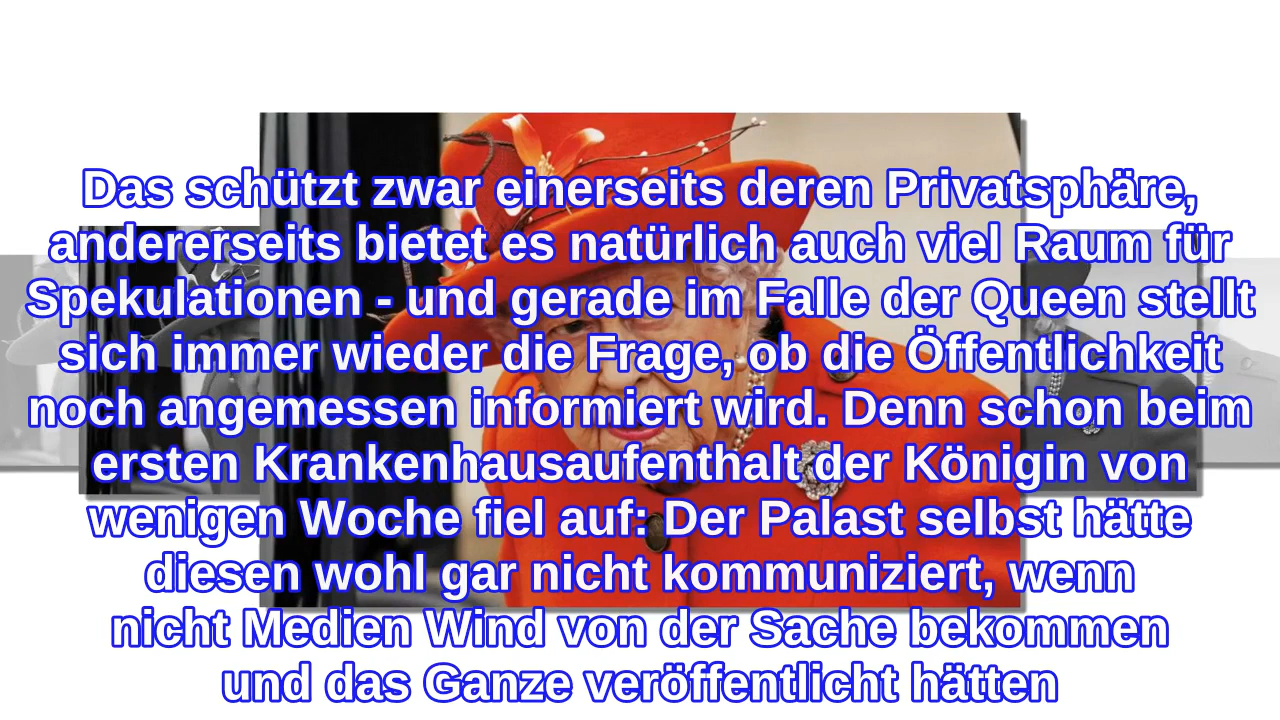 Das schützt zwar einerseits deren Privatsphäre,
andererseits bietet es natürlich auch viel Raum für
Spekulationen - und gerade im Falle der Queen stellt
sich immer wieder die Frage, ob die Öffentlichkeit
noch angemessen informiert wird. Denn schon beim
ersten Krankenhausaufenthalt der Königin von
wenigen Woche fiel auf: Der Palast selbst hätte
diesen wohl gar nicht kommuniziert, wenn
nicht Medien Wind von der Sache bekommen
und das Ganze veröffentlicht hätten